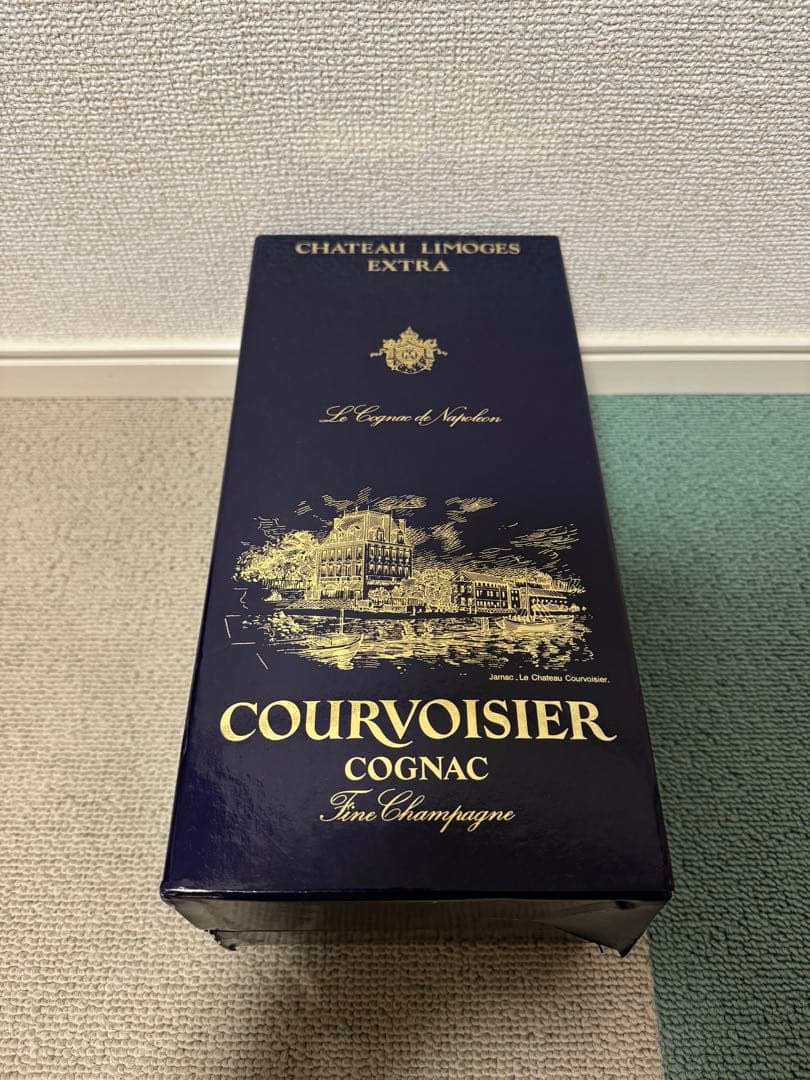 CHATEAU LIMOGES
EXTRA
Le Cognac de Napoleon
Jarnac. Le Chateau Courvoisier.
COURVOISIER
COGNAC
Fine Champagne